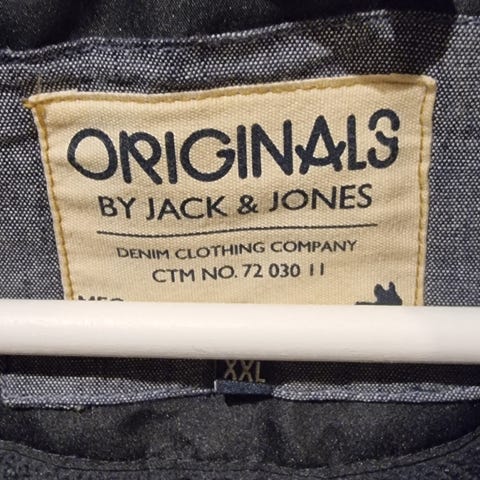 ORIGINALS
BY JACK & JONES
DENIM CLOTHING COMPANY
CTM NO. 72 030 11
XXL